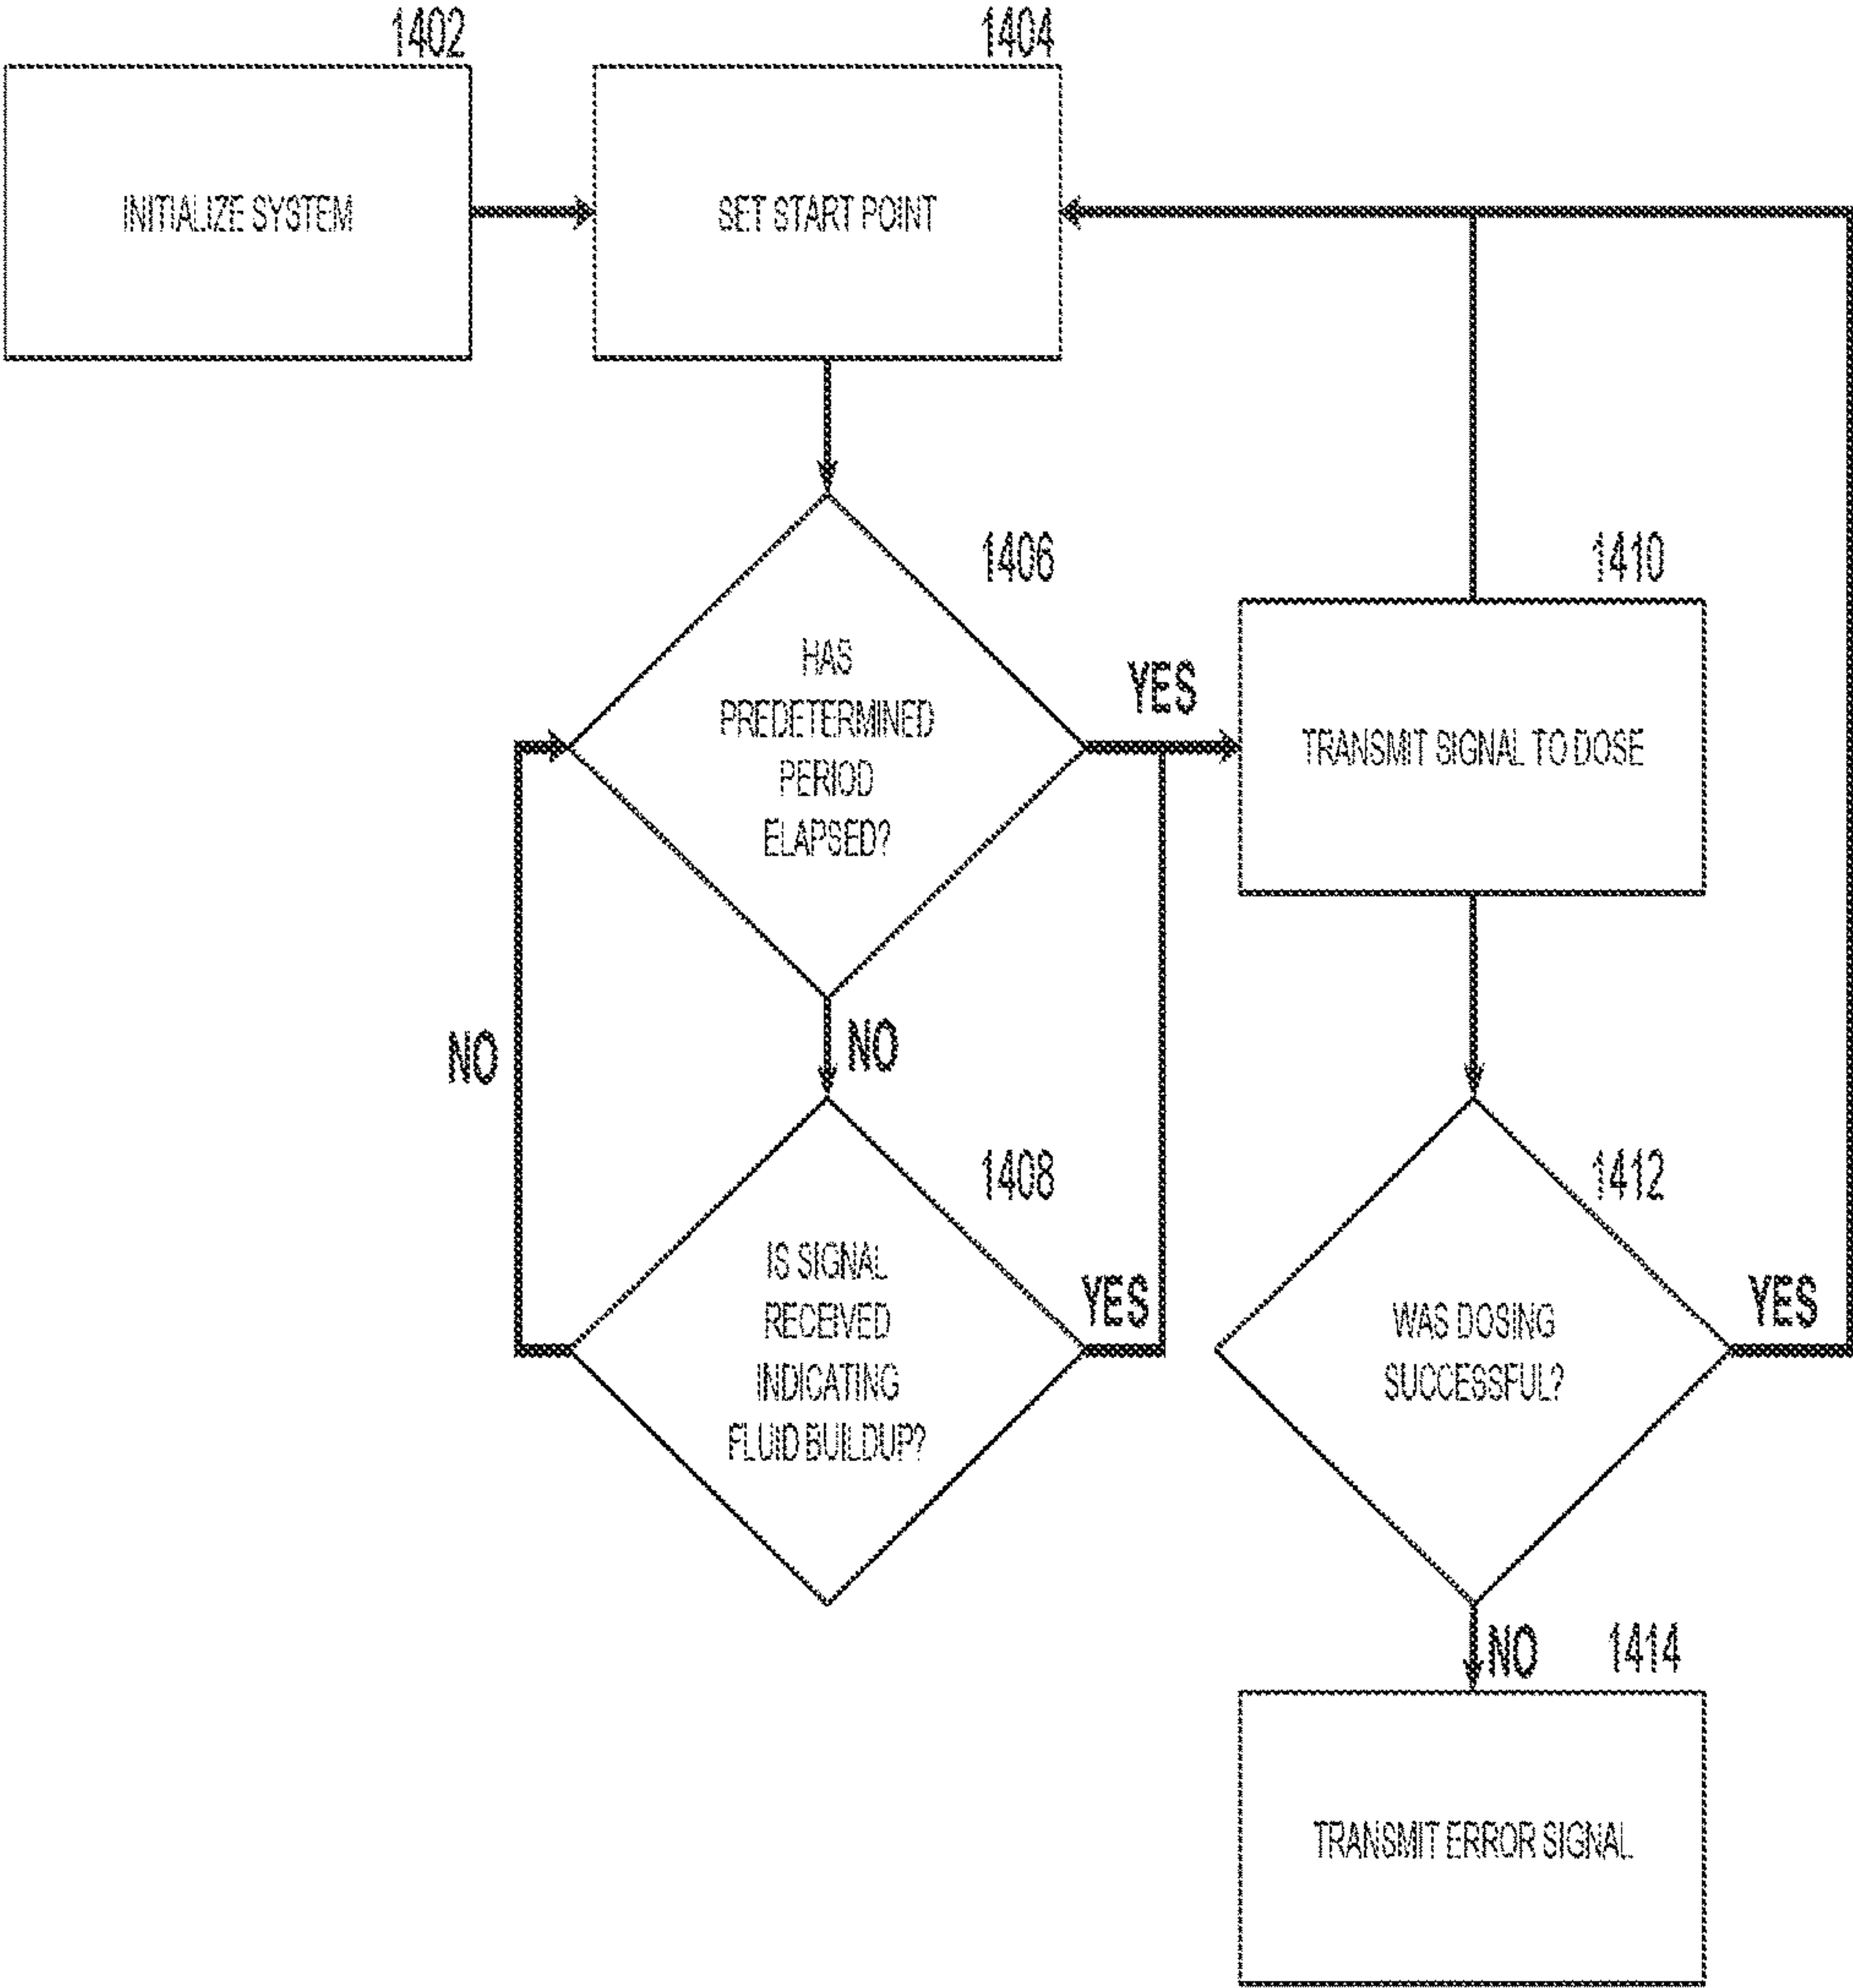 1402
INITIALIZE SYSTEM
1404
SET START POINT
1406
HAS
PREDETERMINED
PERIOD
ELAPSED?
YES
NO
NO
1408
IS SIGNAL
RECEIVED
INDICATING
FLUID BUILDUP?
YES
1410
TRANSMIT SIGNAL TO DOSE
1412
WAS DOSING
SUCCESSFUL?
YES
NO
1414
TRANSMIT ERROR SIGNAL